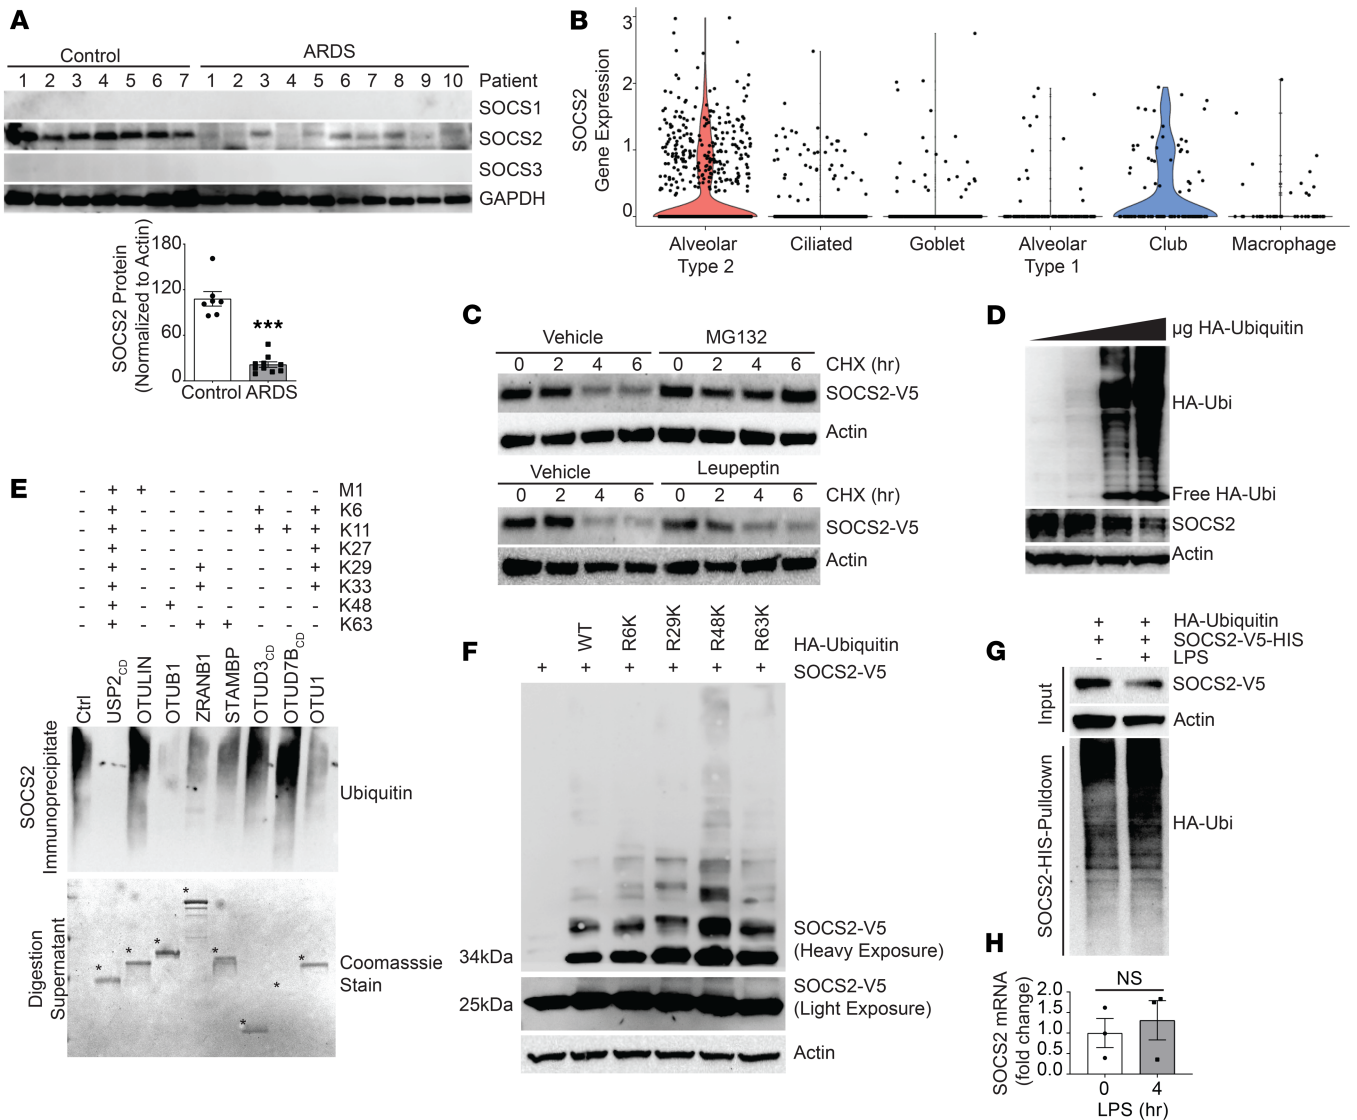 A
Control
ARDS
1 2 3 4 5 6 7 1 2 3 4 5 6 7 8 9 10 Patient
SOCS1
SOCS2
SOCS3
GAPDH
SOCS2 Protein
(Normalized to Actin)
180
120
60
0
***
Control ARDS
B
SOCS2
Gene Expression
3
2
1
0
Alveolar
Type 2
Ciliated
Goblet
Alveolar
Type 1
Club
Macrophage
C
Vehicle MG132
0 2 4 6 0 2 4 6 CHX (hr)
SOCS2-V5
Actin
Vehicle Leupeptin
0 2 4 6 0 2 4 6 CHX (hr)
SOCS2-V5
Actin
D
µg HA-Ubiquitin
HA-Ubi
Free HA-Ubi
SOCS2
Actin
E
- + + - - - - - - M1
- + - - - - + - + K6
- + - - - - + + + K11
- + - - - - - - + K27
- + - - + - - - + K29
- + - - + - - - + K33
- + - + - - - - - K48
- + - - + + - - - K63
Ctrl
USP2CD
OTULIN
OTUB1
ZRANB1
STAMBP
OTUD3CD
OTUD7BCD
OTU1
SOCS2
Immunoprecipitate
Ubiquitin
Digestion
Supernatant
* * * * * * * *
Coomasssie
Stain
F
WT R6K R29K R48K R63K HA-Ubiquitin
+ + + + + + SOCS2-V5
34kDa
SOCS2-V5
(Heavy Exposure)
25kDa
SOCS2-V5
(Light Exposure)
Actin
G
+ + HA-Ubiquitin
+ + SOCS2-V5-HIS
- + LPS
Input
SOCS2-V5
Actin
SOCS2-HIS-Pulldown
HA-Ubi
H
SOCS2 mRNA
(fold change)
NS
2.0
1.5
1.0
0.5
0.0
0 4
LPS (hr)